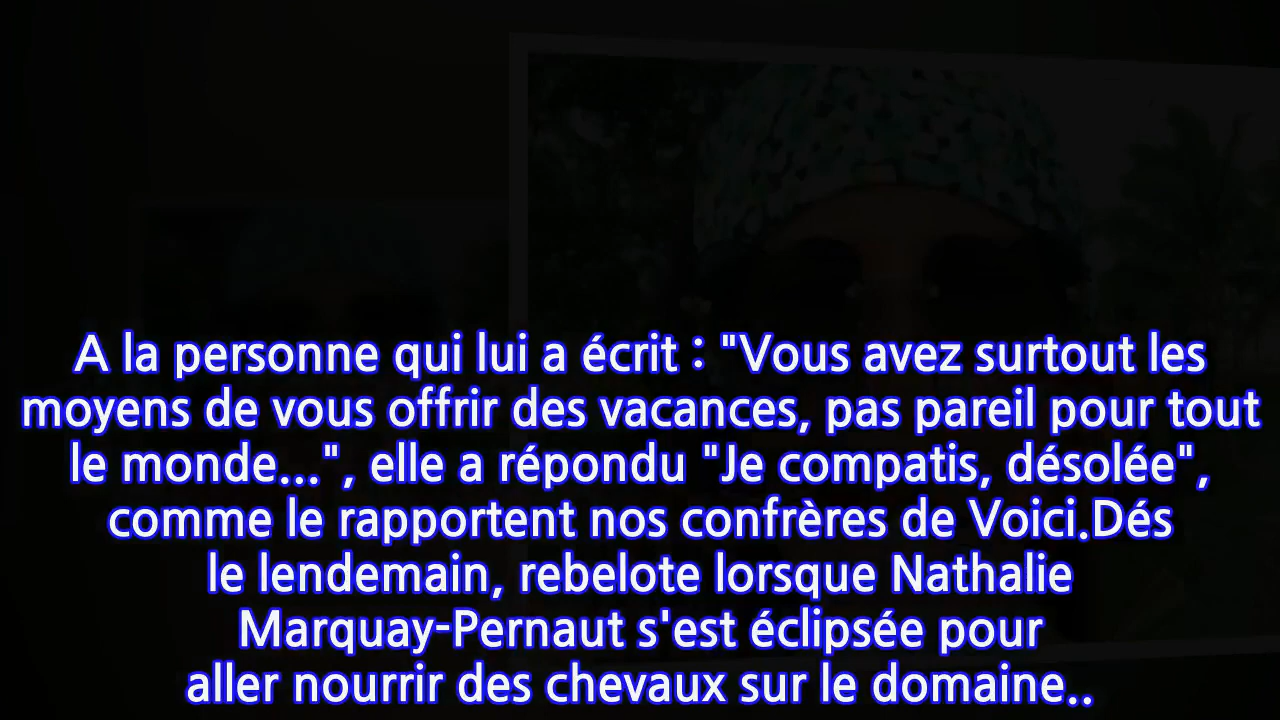 A la personne qui lui a écrit : "Vous avez surtout les
moyens de vous offrir des vacances, pas pareil pour tout
le monde...", elle a répondu "Je compatis, désolée",
comme le rapportent nos confrères de Voici.Dés
le lendemain, rebelote lorsque Nathalie
Marquay-Pernaut s'est éclipsée pour
aller nourrir des chevaux sur le domaine..